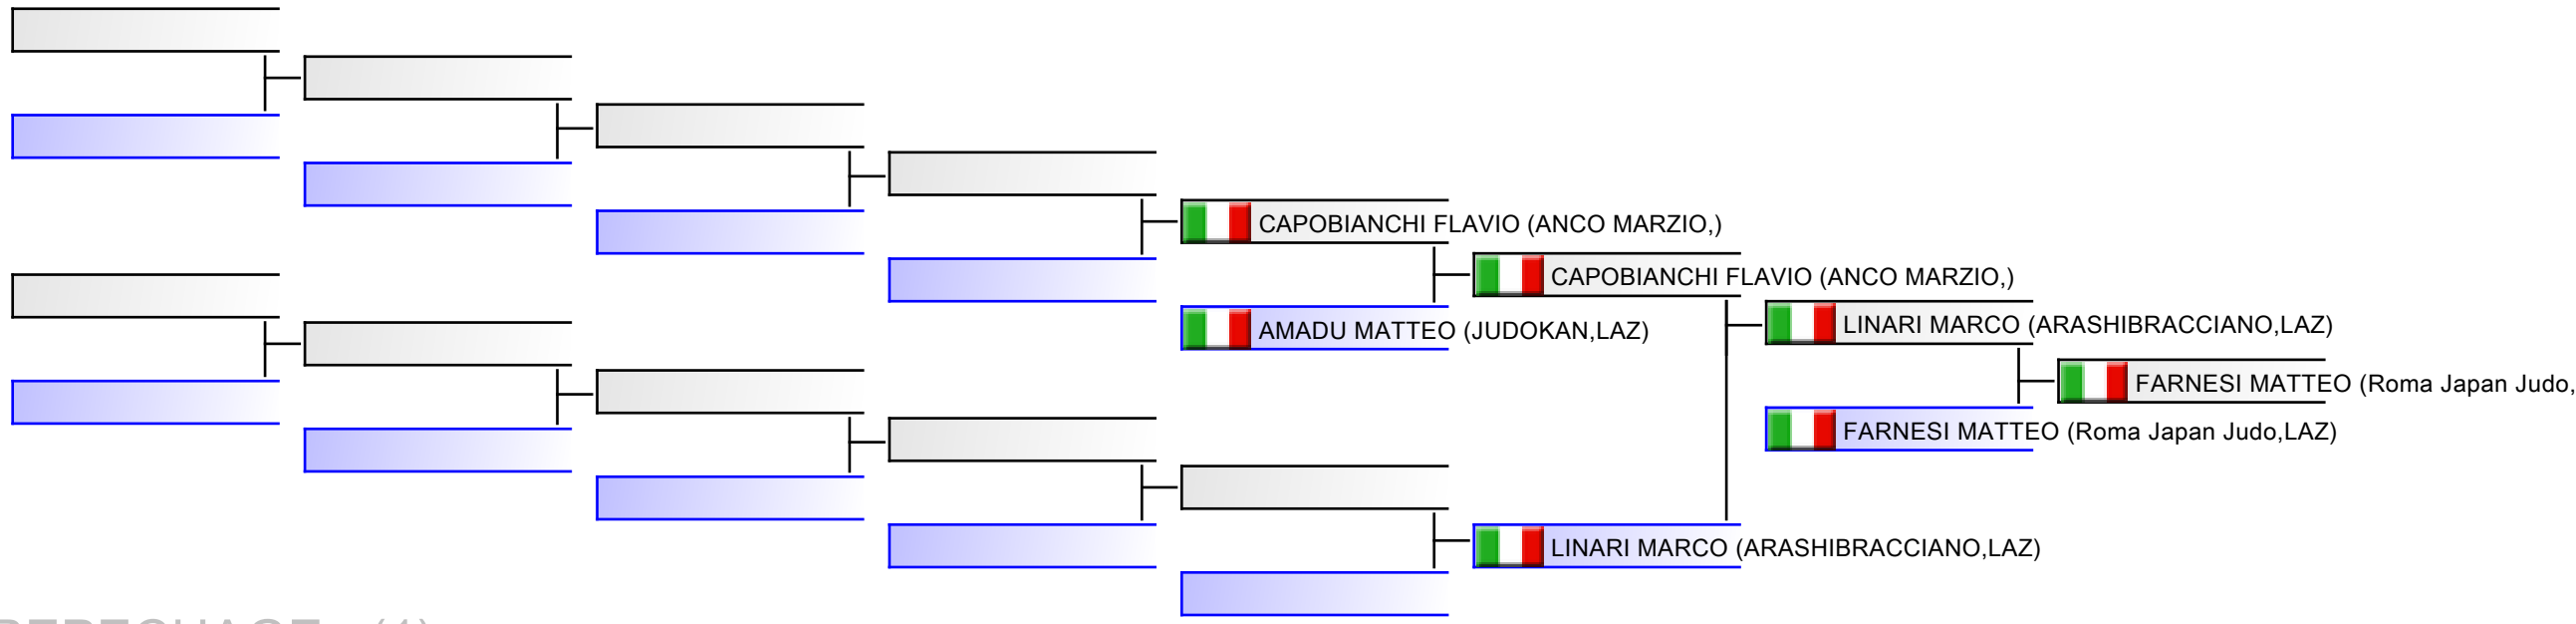 CAPOBIANCHI FLAVIO (ANCO MARZIO,)
CAPOBIANCHI FLAVIO (ANCO MARZIO,)
AMADU MATTEO (JUDOKAN,LAZ)
LINARI MARCO (ARASHIBRACCIANO,LAZ)
FARNESI MATTEO (Roma Japan Judo,
FARNESI MATTEO (Roma Japan Judo,LAZ)
LINARI MARCO (ARASHIBRACCIANO,LAZ)